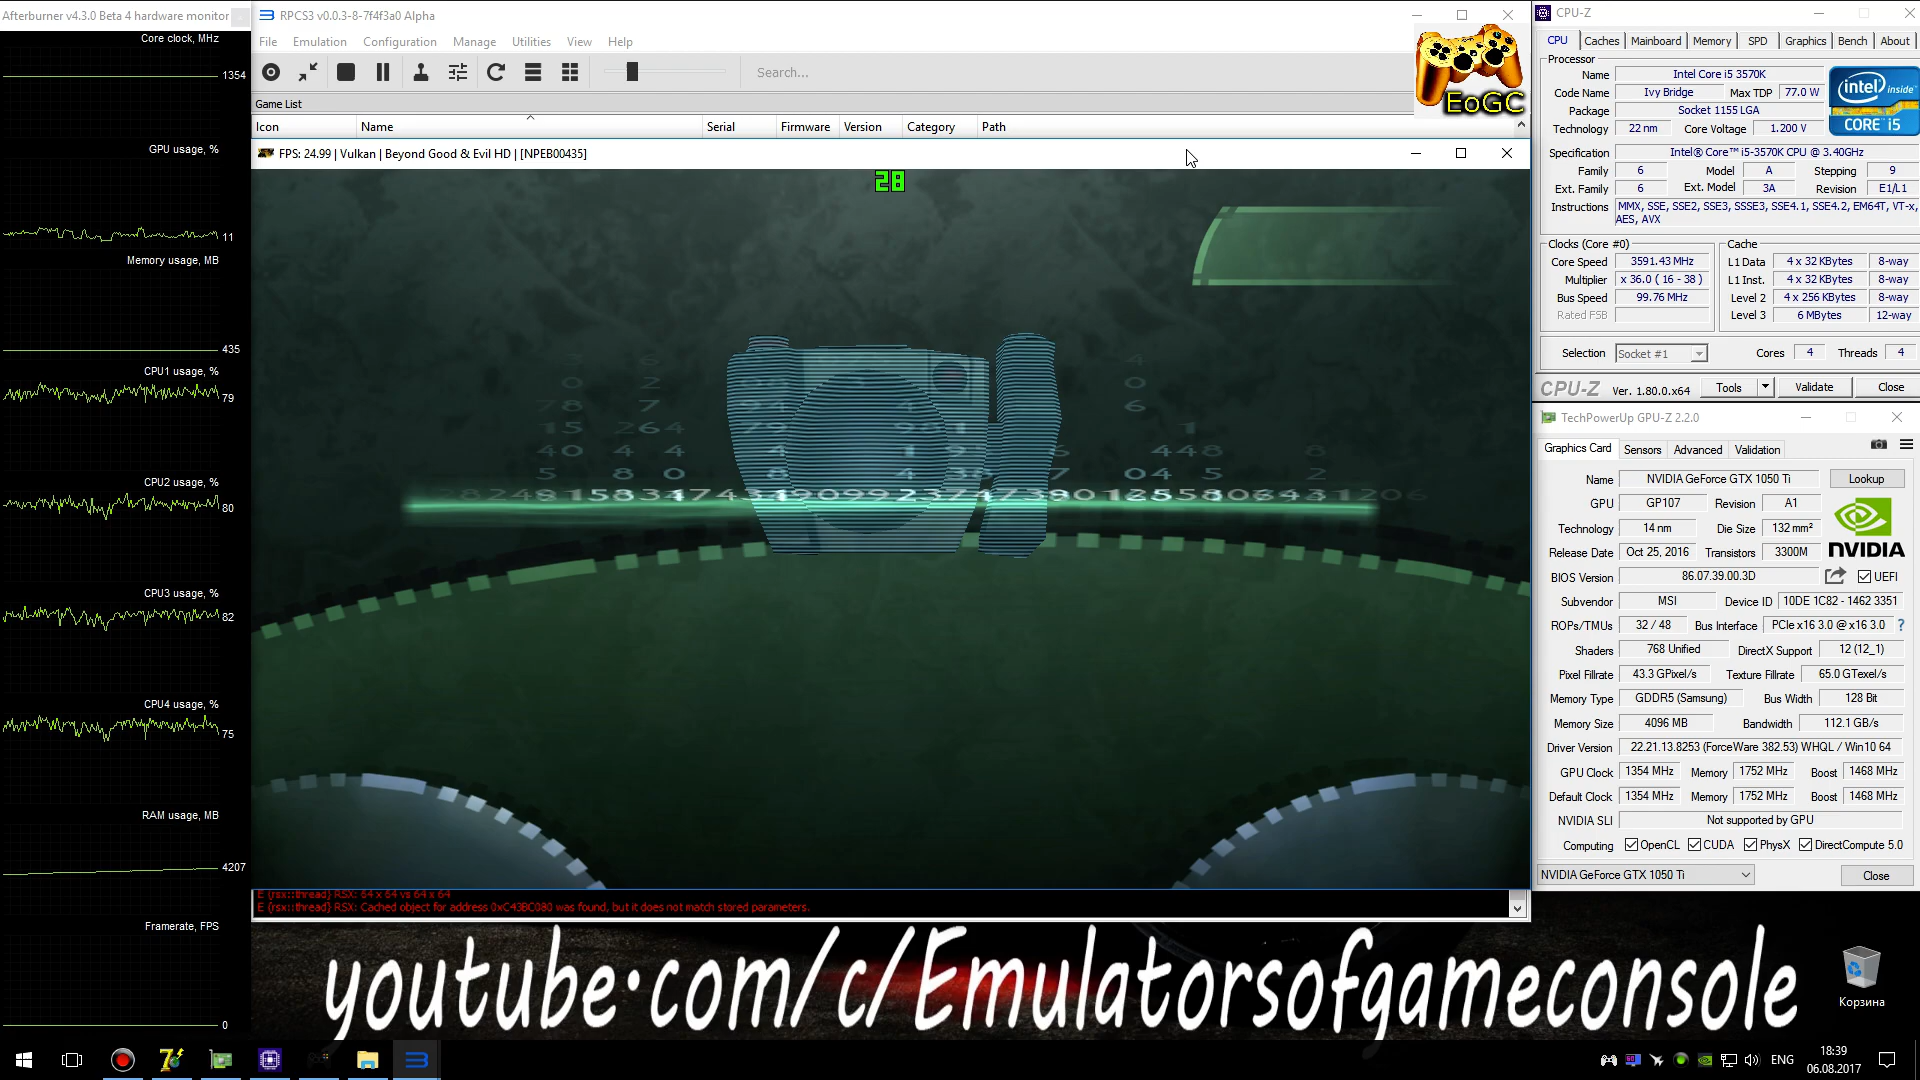 Afterburner v4.3.0 Beta 4 hardware monitor
Core clock, MHz
1354
GPU usage, %
11
Memory usage, MB
435
CPU1 usage, %
79
CPU2 usage, %
80
CPU3 usage, %
82
CPU4 usage, %
75
RAM usage, MB
4207
Framerate, FPS
0
RPCS3 v0.0.3-8-7f4f3a0 Alpha
File Emulation Configuration Manage Utilities View Help
Search...
EoGC
Game List
Icon Name Serial Firmware Version Category Path
FPS: 24.99 | Vulkan | Beyond Good & Evil HD | [NPEB00435]
28
E {rsx::thread} RSX: 64 x 64 vs 64 x 64
E {rsx::thread} RSX: Cached object for address 0xC43BC080 was found, but it does not match stored parameters.
CPU-Z
CPU Caches Mainboard Memory SPD Graphics Bench About
Processor
Name Intel Core i5 3570K
Code Name Ivy Bridge Max TDP 77.0 W
Package Socket 1155 LGA
Technology 22 nm Core Voltage 1.200 V
intel inside
CORE i5
Specification Intel® Core™ i5-3570K CPU @ 3.40GHz
Family 6 Model A Stepping 9
Ext. Family 6 Ext. Model 3A Revision E1/L1
Instructions MMX, SSE, SSE2, SSE3, SSSE3, SSE4.1, SSE4.2, EM64T, VT-x,
AES, AVX
Clocks (Core #0)
Core Speed 3591.43 MHz
Multiplier x 36.0 ( 16 - 38 )
Bus Speed 99.76 MHz
Rated FSB
Cache
L1 Data 4 x 32 KBytes 8-way
L1 Inst. 4 x 32 KBytes 8-way
Level 2 4 x 256 KBytes 8-way
Level 3 6 MBytes 12-way
Selection Socket #1 Cores 4 Threads 4
CPU-Z Ver. 1.80.0.x64 Tools Validate Close
TechPowerUp GPU-Z 2.2.0
Graphics Card Sensors Advanced Validation
Name NVIDIA GeForce GTX 1050 Ti Lookup
GPU GP107 Revision A1
Technology 14 nm Die Size 132 mm²
Release Date Oct 25, 2016 Transistors 3300M
NVIDIA
BIOS Version 86.07.39.00.3D UEFI
Subvendor MSI Device ID 10DE 1C82 - 1462 3351
ROPs/TMUs 32 / 48 Bus Interface PCIe x16 3.0 @ x16 3.0 ?
Shaders 768 Unified DirectX Support 12 (12_1)
Pixel Fillrate 43.3 GPixel/s Texture Fillrate 65.0 GTexel/s
Memory Type GDDR5 (Samsung) Bus Width 128 Bit
Memory Size 4096 MB Bandwidth 112.1 GB/s
Driver Version 22.21.13.8253 (ForceWare 382.53) WHQL / Win10 64
GPU Clock 1354 MHz Memory 1752 MHz Boost 1468 MHz
Default Clock 1354 MHz Memory 1752 MHz Boost 1468 MHz
NVIDIA SLI Not supported by GPU
Computing OpenCL CUDA PhysX DirectCompute 5.0
NVIDIA GeForce GTX 1050 Ti Close
youtube.com/c/Emulatorsofgameconsole
Корзина
ENG
18:39
06.08.2017